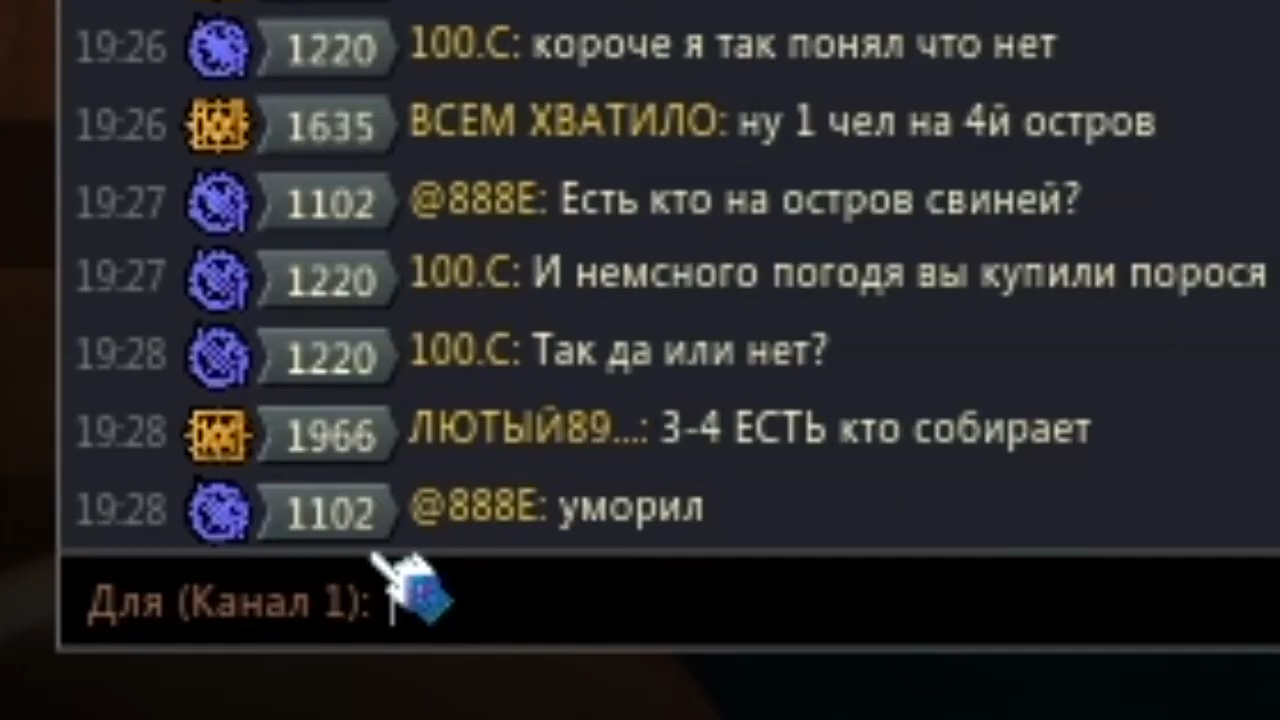 19:26 1220 100.С: короче я так понял что нет
19:26 1635 ВСЕМ ХВАТИЛО: ну 1 чел на 4й остров
19:27 1102 @888Е: Есть кто на остров свиней?
19:27 1220 100.С: И немсного погодя вы купили порося
19:28 1220 100.С: Так да или нет?
19:28 1966 ЛЮТЫЙ89...: 3-4 ЕСТЬ кто собирает
19:28 1102 @888Е: уморил
Для (Канал 1):